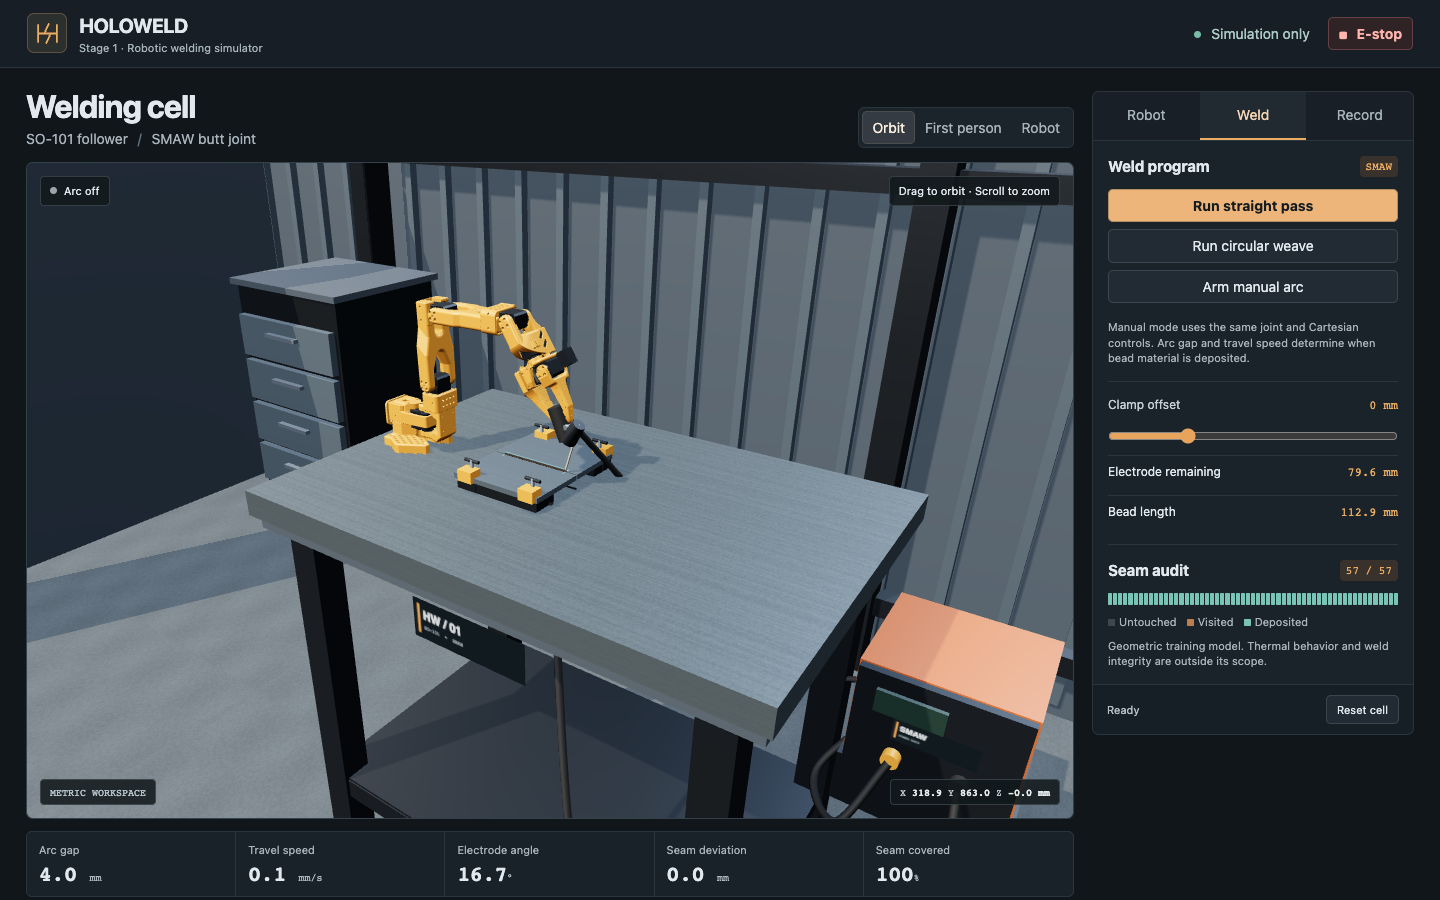 HOLOWELD
Stage 1 · Robotic welding simulator
Simulation only
E-stop
Welding cell
SO-101 follower / SMAW butt joint
Orbit
First person
Robot
Arc off
Drag to orbit · Scroll to zoom
HW / 01
SMAW
METRIC WORKSPACE
X 318.9 Y 863.0 Z -0.0 mm
Arc gap
4.0 mm
Travel speed
0.1 mm/s
Electrode angle
16.7°
Seam deviation
0.0 mm
Seam covered
100%
Robot
Weld
Record
Weld program
SMAW
Run straight pass
Run circular weave
Arm manual arc
Manual mode uses the same joint and Cartesian
controls. Arc gap and travel speed determine when
bead material is deposited.
Clamp offset
0 mm
Electrode remaining
79.6 mm
Bead length
112.9 mm
Seam audit
57 / 57
Untouched
Visited
Deposited
Geometric training model. Thermal behavior and weld
integrity are outside its scope.
Ready
Reset cell